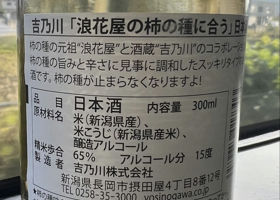 吉乃川「浪花屋の柿の種に合う」日本
柿の種の元祖"浪花屋"と酒蔵"吉乃川"のコラボレーション
柿の種の旨みと辛さに見事に調和したスッキリタイプ
酒です。柿の種が止まらなくなりますよ!
品目 日本酒 内容量 300ml
原材料名 米(新潟県産)、
米こうじ(新潟県産米)、
醸造アルコール
精米歩合 65% アルコール分 15度
製造者 吉乃川株式会社
新潟県長岡市摂田屋4丁目8番12号
TEL 0258-35-3000 yosinogawa.co.jp